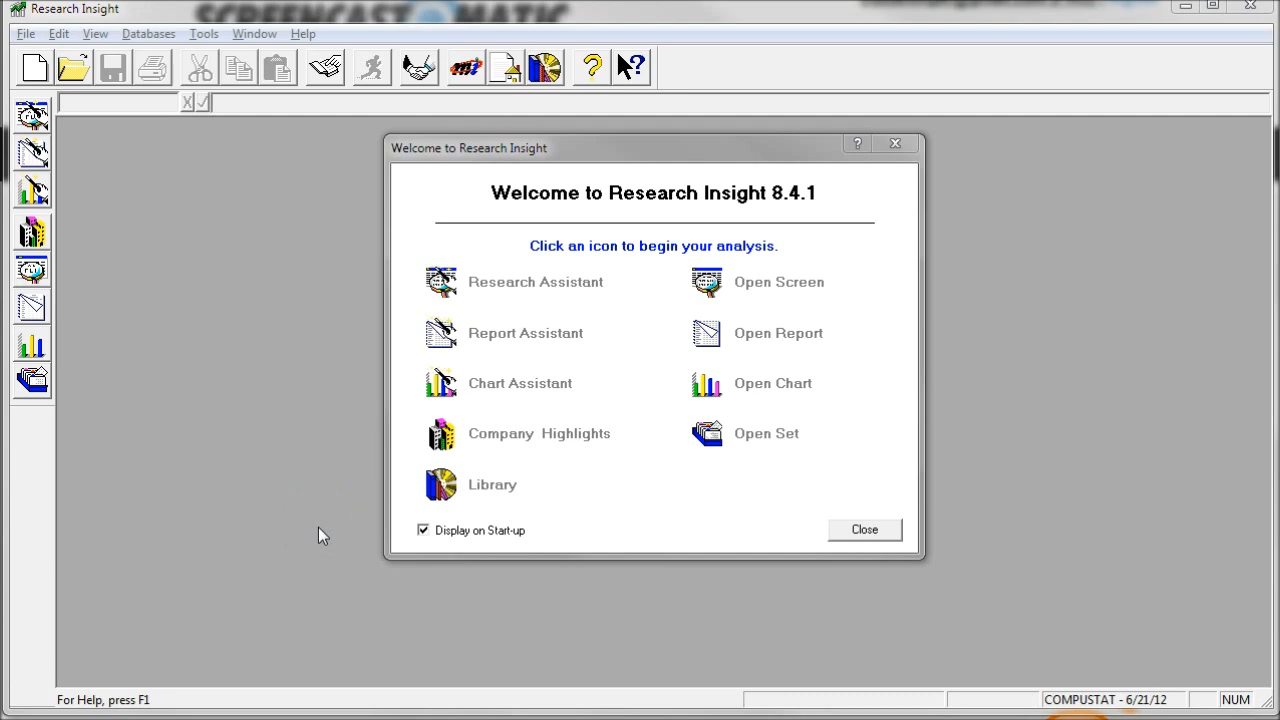 Research Insight
SCREENCAST-O-MATIC
File Edit View Databases Tools Window Help
Welcome to Research Insight
Welcome to Research Insight 8.4.1
Click an icon to begin your analysis.
Research Assistant Open Screen
Report Assistant Open Report
Chart Assistant Open Chart
Company Highlights Open Set
Library
Display on Start-up Close
For Help, press F1 COMPUSTAT - 6/21/12 NUM